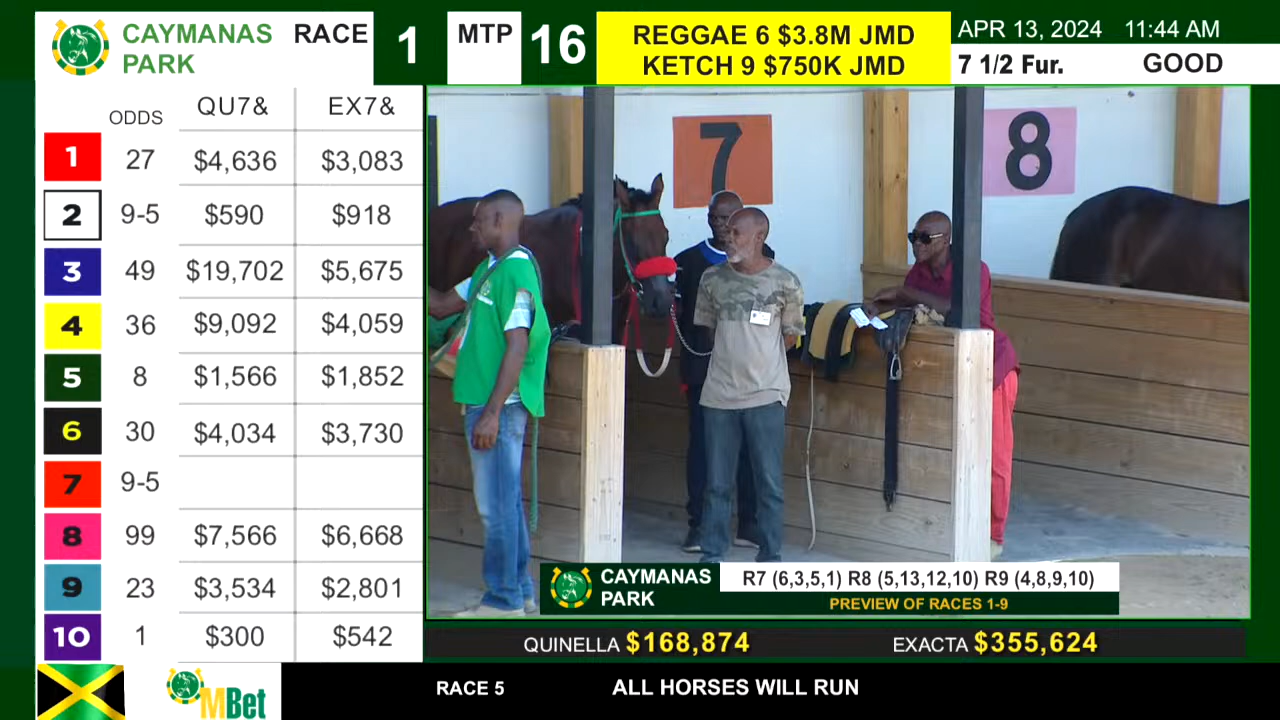 CAYMANAS PARK
RACE 1
MTP 16
REGGAE 6 $3.8M JMD
KETCH 9 $750K JMD
APR 13, 2024 11:44 AM
7 1/2 Fur. GOOD
ODDS QU7& EX7&
1 27 $4,636 $3,083
2 9-5 $590 $918
3 49 $19,702 $5,675
4 36 $9,092 $4,059
5 8 $1,566 $1,852
6 30 $4,034 $3,730
7 9-5
8 99 $7,566 $6,668
9 23 $3,534 $2,801
10 1 $300 $542
7
8
CAYMANAS PARK
R7 (6,3,5,1) R8 (5,13,12,10) R9 (4,8,9,10)
PREVIEW OF RACES 1-9
QUINELLA $168,874 EXACTA $355,624
MBet
RACE 5 ALL HORSES WILL RUN